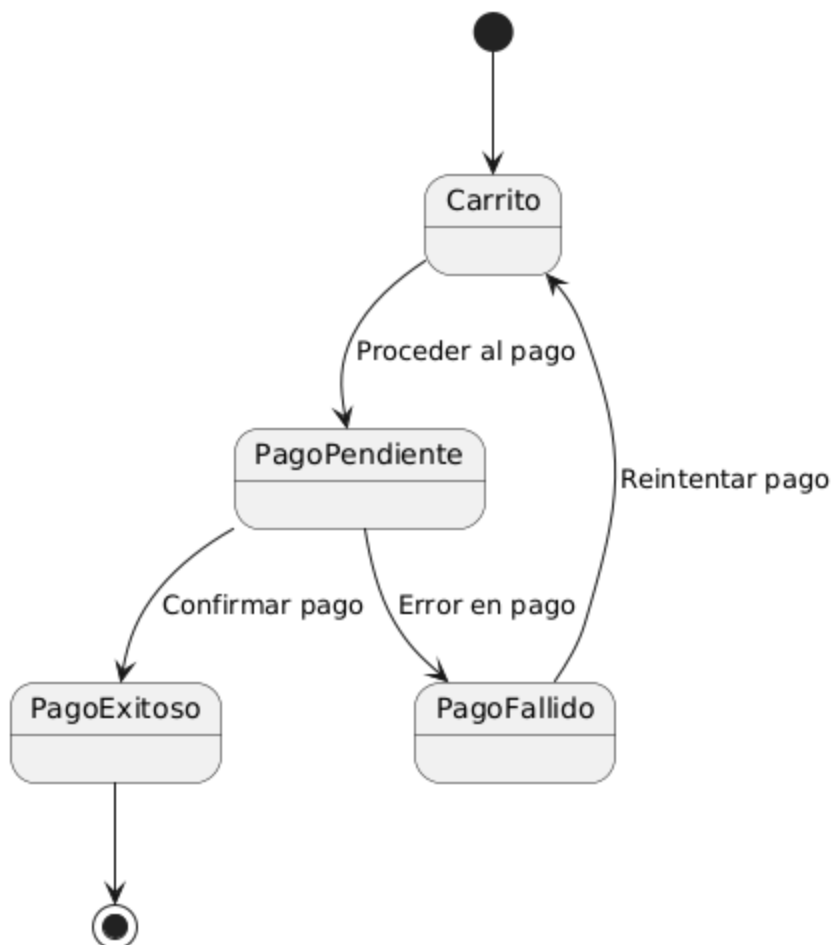 Carrito
Proceder al pago
PagoPendiente
Reintentar pago
Confirmar pago
Error en pago
PagoExitoso
PagoFallido